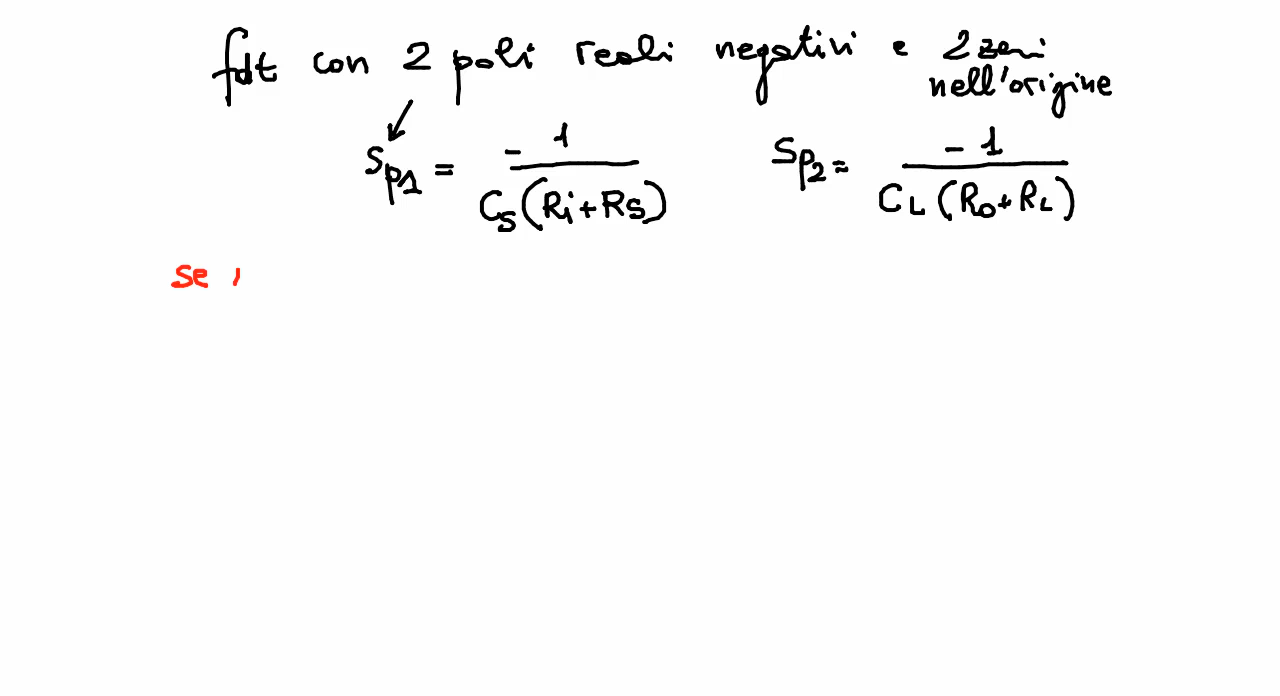 fdt con 2 poli reali negativi e 2 zeri
nell'origine
Sp1 = -1 / Cs(Ri+Rs)    Sp2 = -1 / CL(Ro+RL)
se